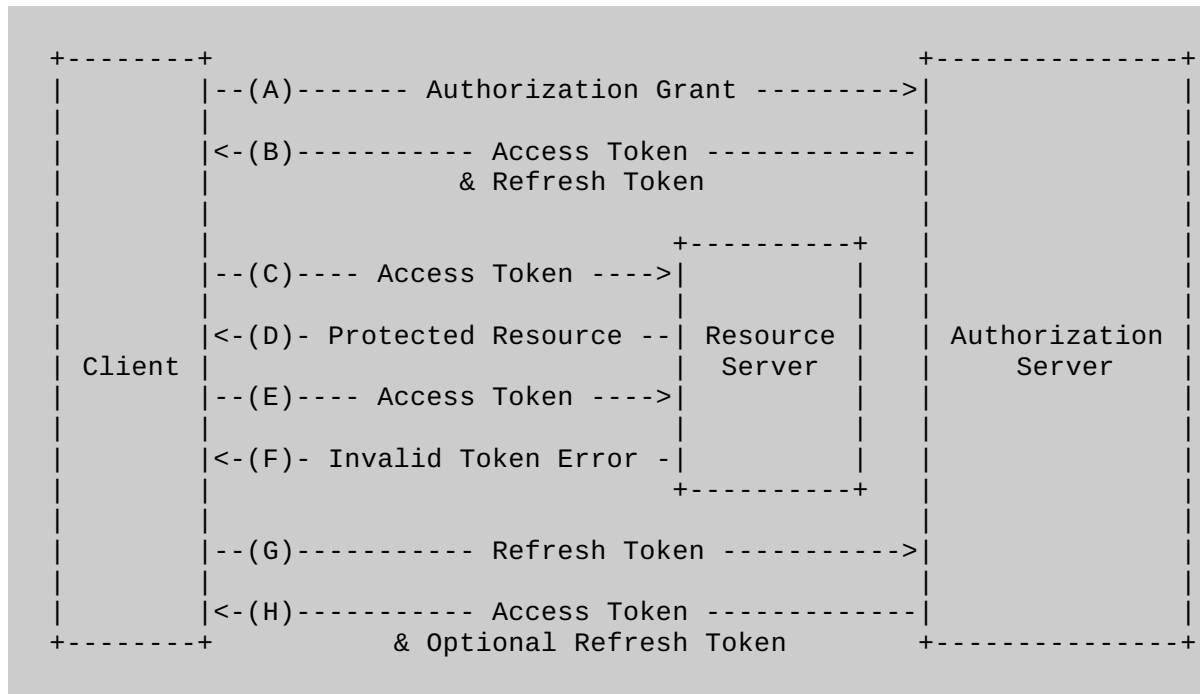 +--------+                                           +---------------+
|        |--(A)------- Authorization Grant --------->|               |
|        |                                           |               |
|        |<-(B)----------- Access Token -------------|               |
|        |               & Refresh Token             |               |
|        |                                           |               |
|        |                            +----------+   |               |
|        |--(C)---- Access Token ---->|          |   |               |
|        |                            |          |   |               |
|        |<-(D)- Protected Resource --| Resource |   | Authorization |
| Client |                            |  Server  |   |     Server    |
|        |--(E)---- Access Token ---->|          |   |               |
|        |                            |          |   |               |
|        |<-(F)- Invalid Token Error -|          |   |               |
|        |                            +----------+   |               |
|        |                                           |               |
|        |--(G)----------- Refresh Token ----------->|               |
|        |                                           |               |
|        |<-(H)----------- Access Token -------------|               |
+--------+           & Optional Refresh Token        +---------------+